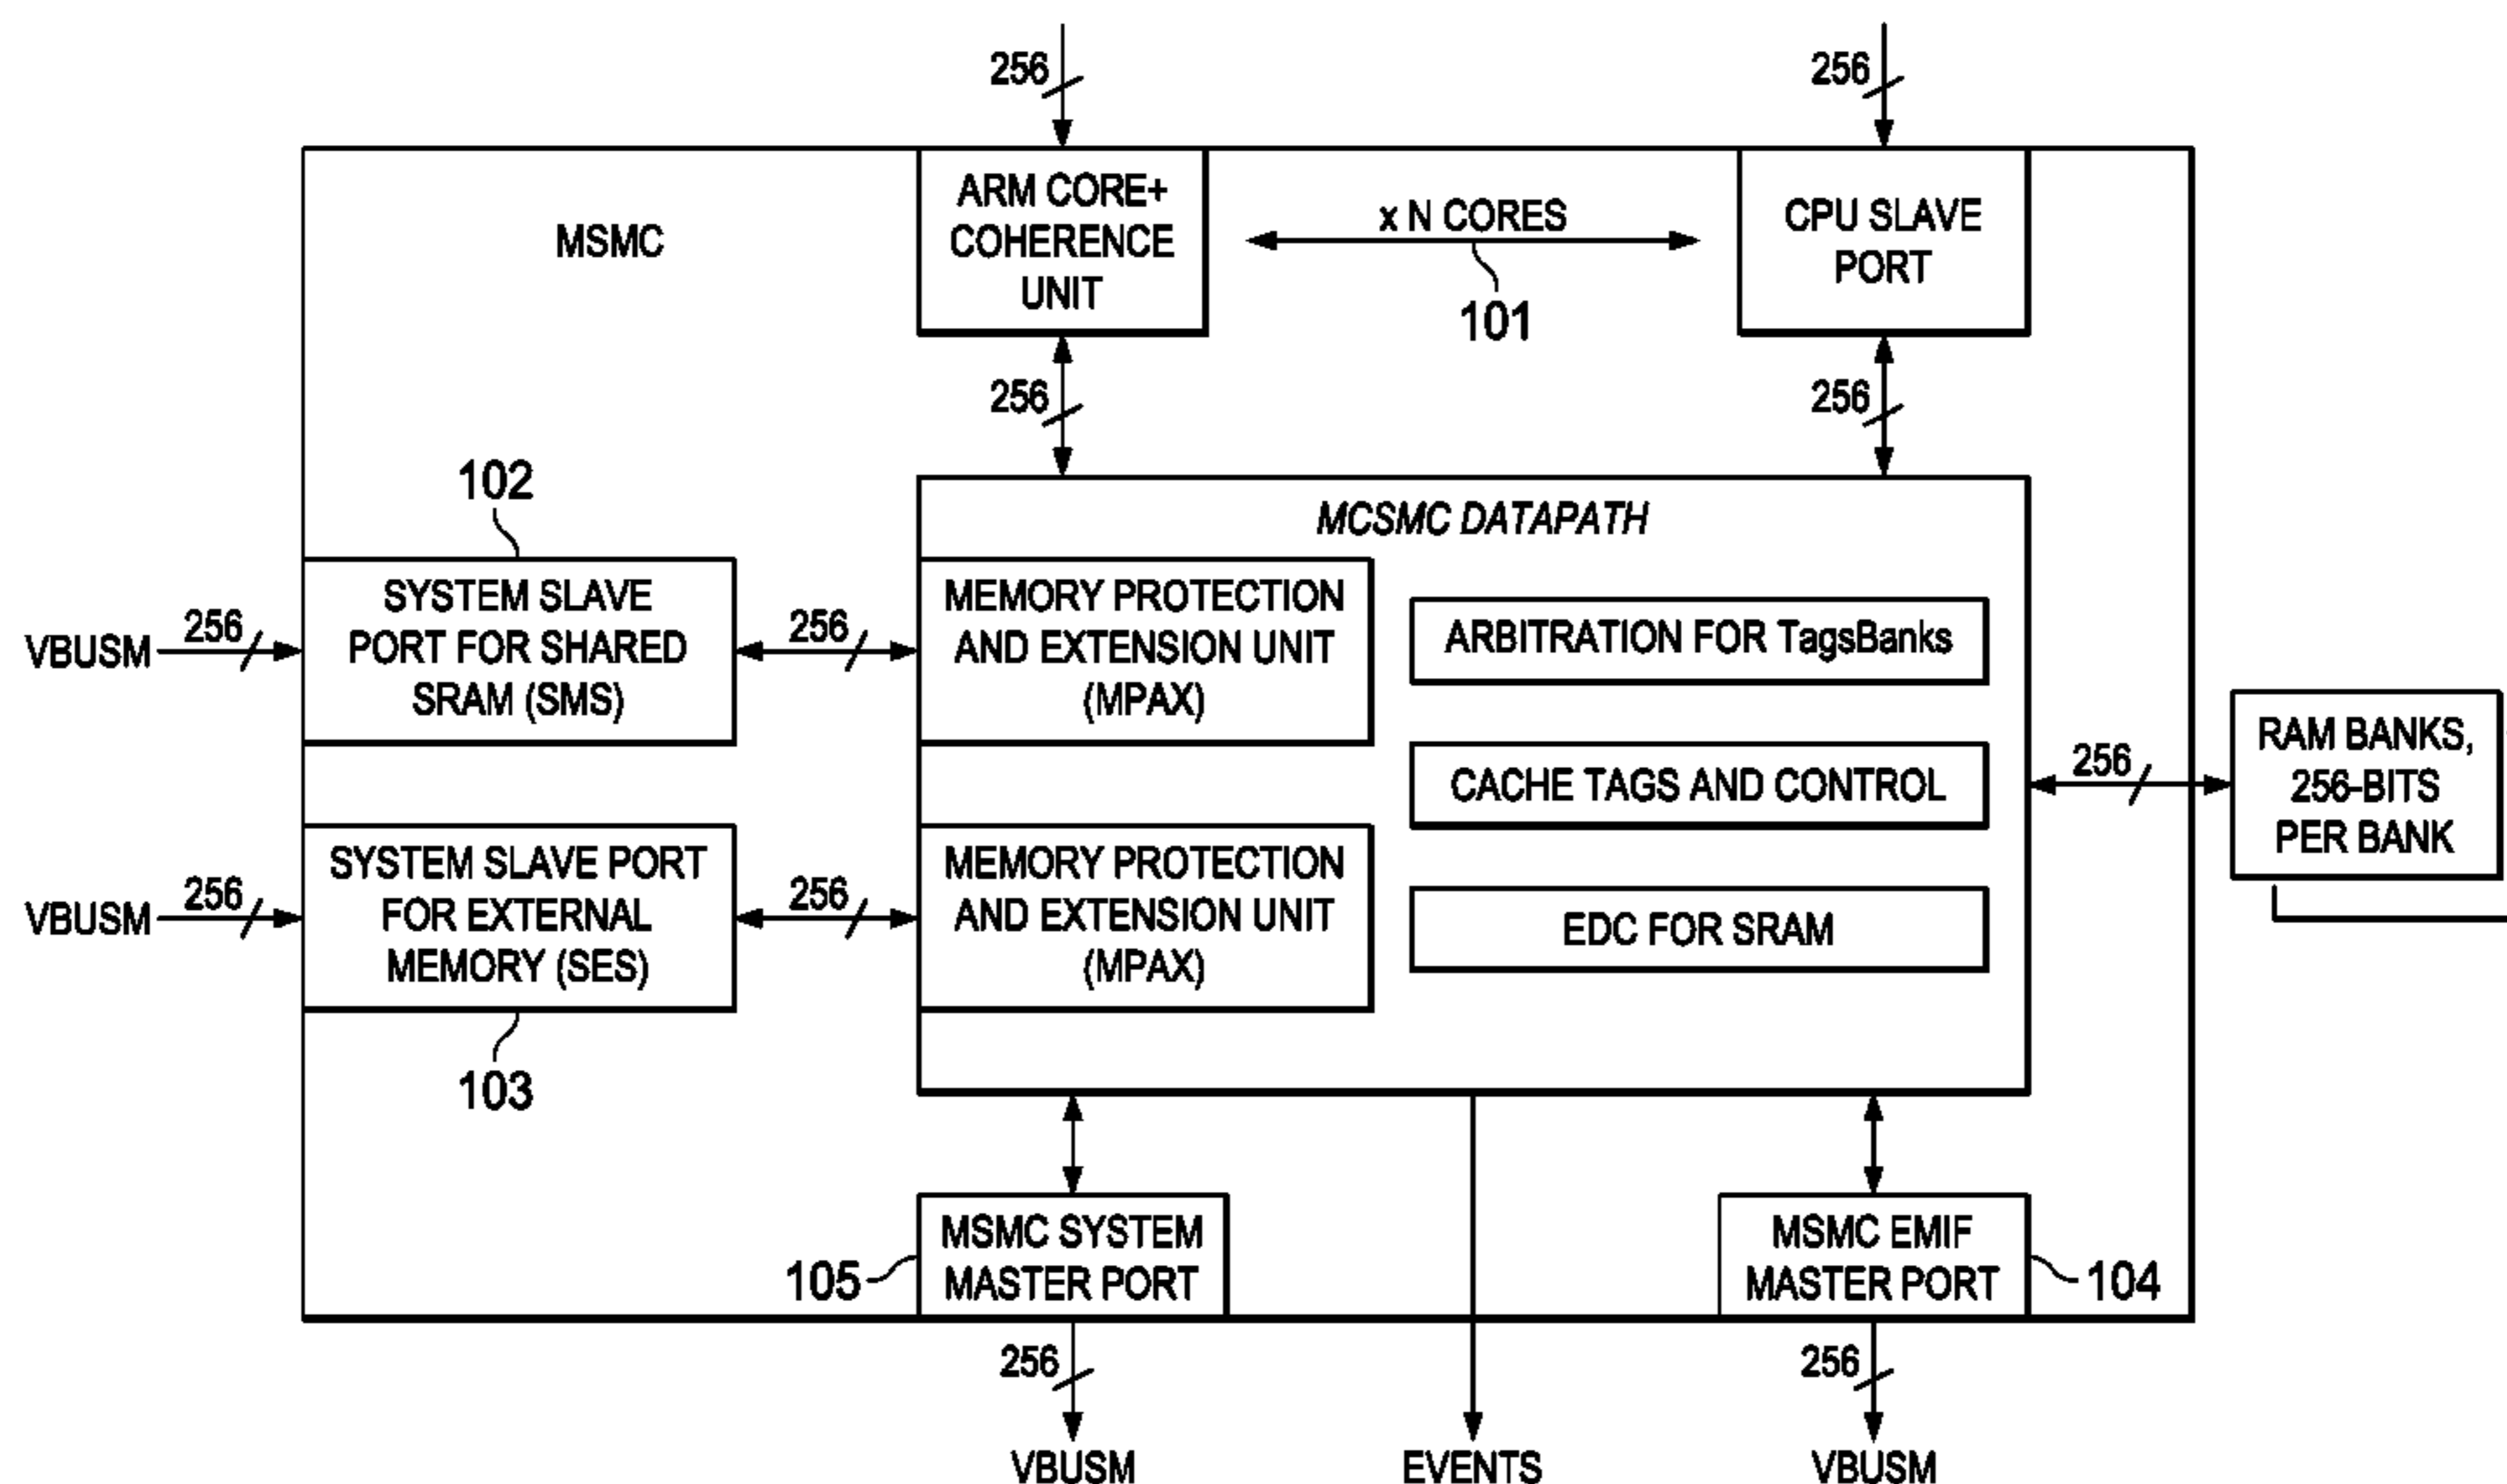 256
256
ARM CORE+
COHERENCE
UNIT
CPU SLAVE
PORT
MSMC
x N CORES
101
256
256
102
MCSMC DATAPATH
SYSTEM SLAVE
PORT FOR SHARED
SRAM (SMS)
VBUSM
256
256
MEMORY PROTECTION
AND EXTENSION UNIT
(MPAX)
ARBITRATION FOR TagsBanks
CACHE TAGS AND CONTROL
EDC FOR SRAM
256
RAM BANKS,
256-BITS
PER BANK
SYSTEM SLAVE PORT
FOR EXTERNAL
MEMORY (SES)
VBUSM
256
256
MEMORY PROTECTION
AND EXTENSION UNIT
(MPAX)
103
105
MSMC SYSTEM
MASTER PORT
MSMC EMIF
MASTER PORT
104
256
256
VBUSM
EVENTS
VBUSM